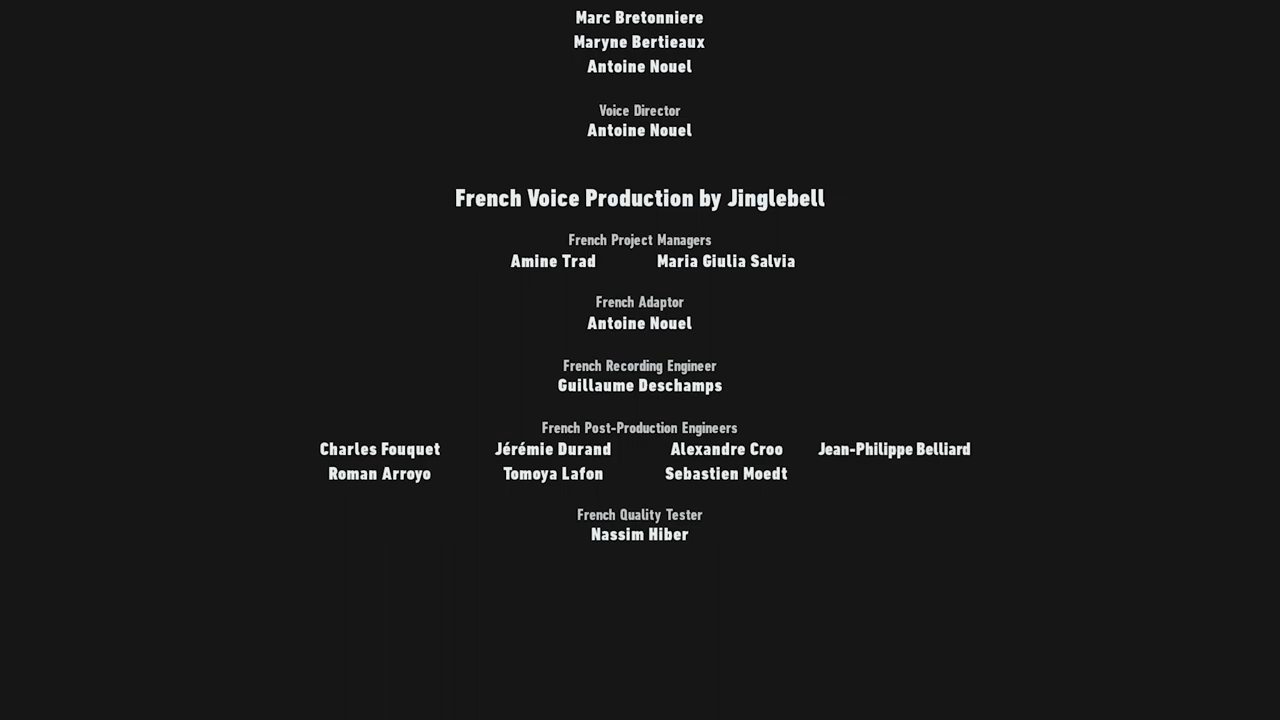 Marc Bretonniere
Maryne Bertieaux
Antoine Nouel
Voice Director
Antoine Nouel
French Voice Production by Jinglebell
French Project Managers
Amine Trad Maria Giulia Salvia
French Adaptor
Antoine Nouel
French Recording Engineer
Guillaume Deschamps
French Post-Production Engineers
Charles Fouquet Jérémie Durand Alexandre Croo Jean-Philippe Belliard
Roman Arroyo Tomoya Lafon Sebastien Moedt
French Quality Tester
Nassim Hiber